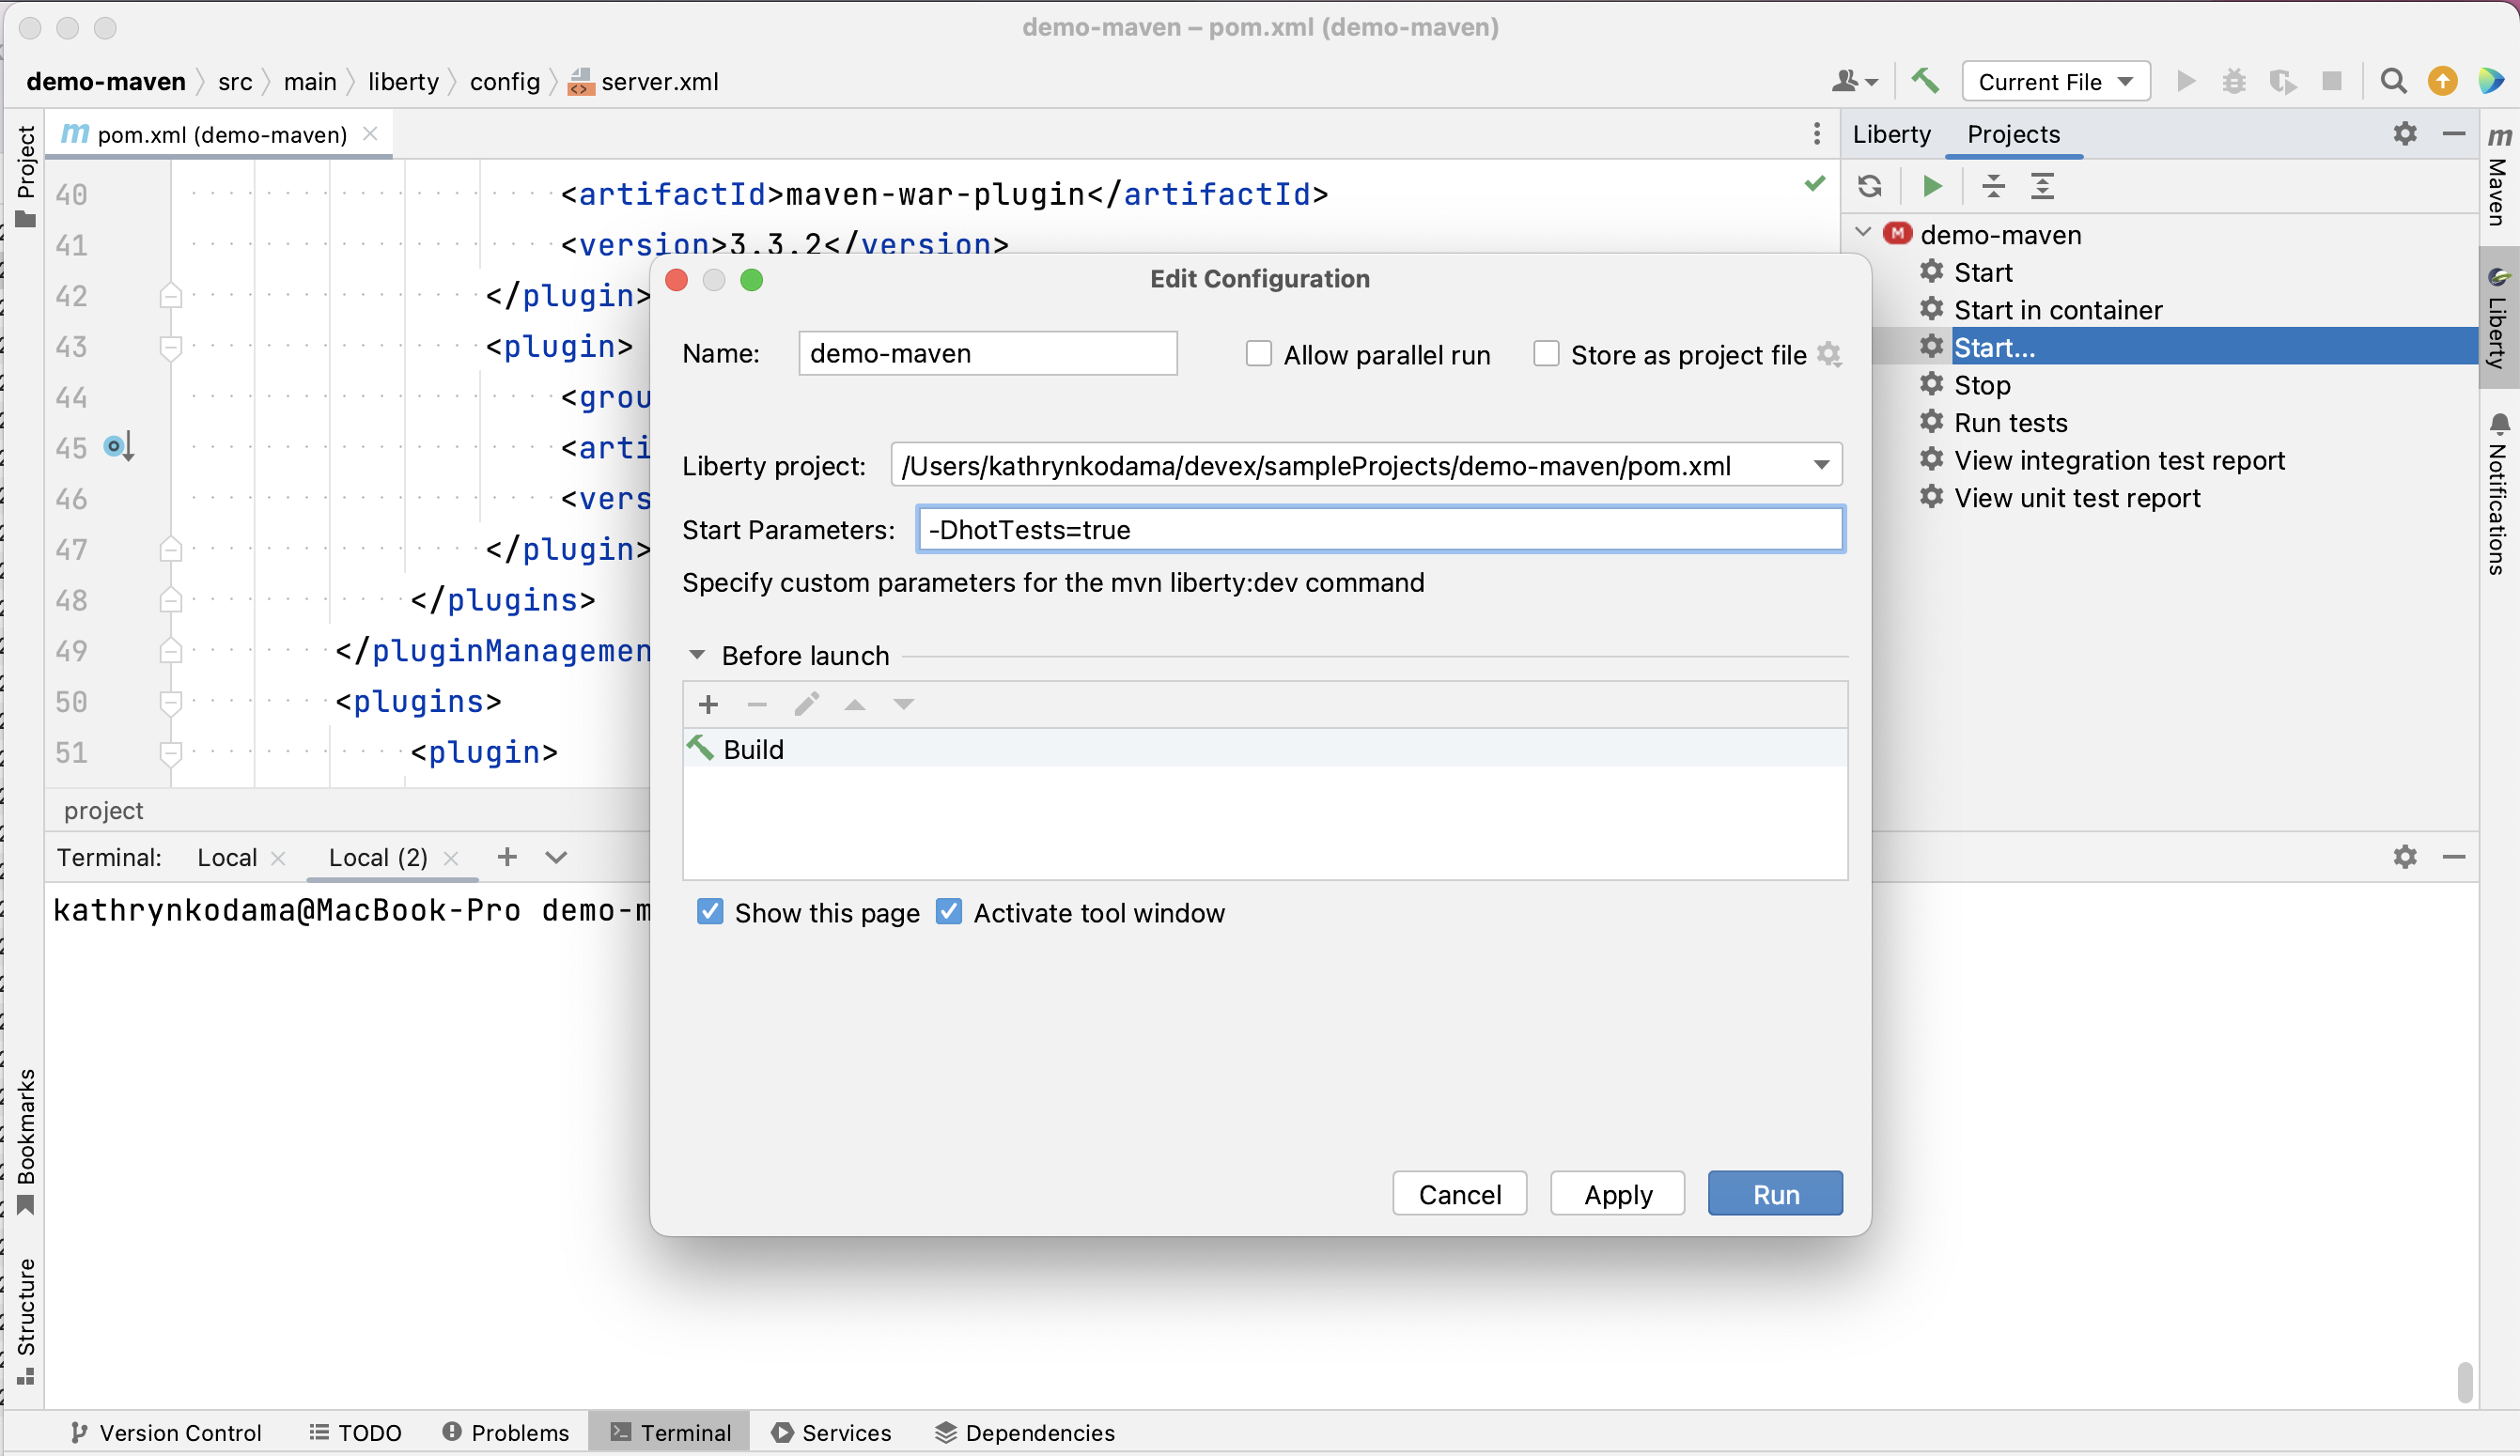 demo-maven – pom.xml (demo-maven)
demo-maven src main liberty config server.xml
Current File
Project
pom.xml (demo-maven)
40 <artifactId>maven-war-plugin</artifactId>
41 <version>3.3.2</version>
42 </plugin>
43 <plugin>
44 <grou
45 <arti
46 <vers
47 </plugin>
48 </plugins>
49 </pluginManagemen
50 <plugins>
51 <plugin>
project
Liberty Projects
demo-maven
Start
Start in container
Start...
Stop
Run tests
View integration test report
View unit test report
Maven
Liberty
Notifications
Edit Configuration
Name: demo-maven Allow parallel run Store as project file
Liberty project: /Users/kathrynkodama/devex/sampleProjects/demo-maven/pom.xml
Start Parameters: -DhotTests=true
Specify custom parameters for the mvn liberty:dev command
Before launch
Build
Show this page Activate tool window
Cancel Apply Run
Terminal: Local Local (2)
kathrynkodama@MacBook-Pro demo-m
Bookmarks
Structure
Version Control TODO Problems Terminal Services Dependencies